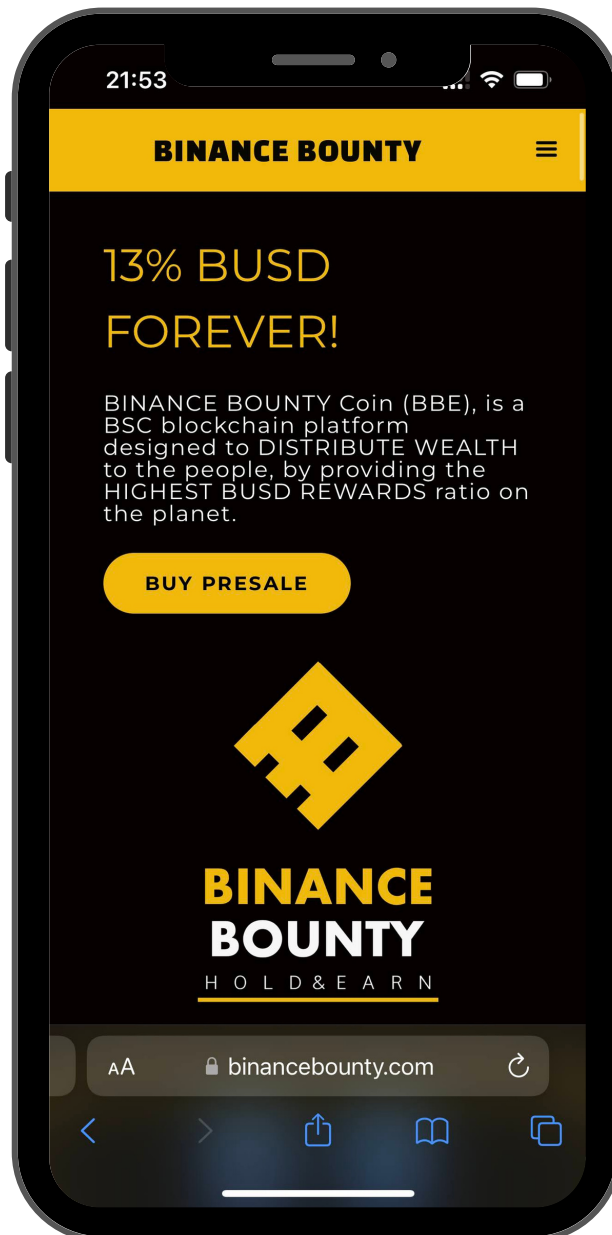 21:53
BINANCE BOUNTY
13% BUSD
FOREVER!
BINANCE BOUNTY Coin (BBE), is a
BSC blockchain platform
designed to DISTRIBUTE WEALTH
to the people, by providing the
HIGHEST BUSD REWARDS ratio on
the planet.
BUY PRESALE
BINANCE
BOUNTY
HOLD&EARN
AA binancebounty.com